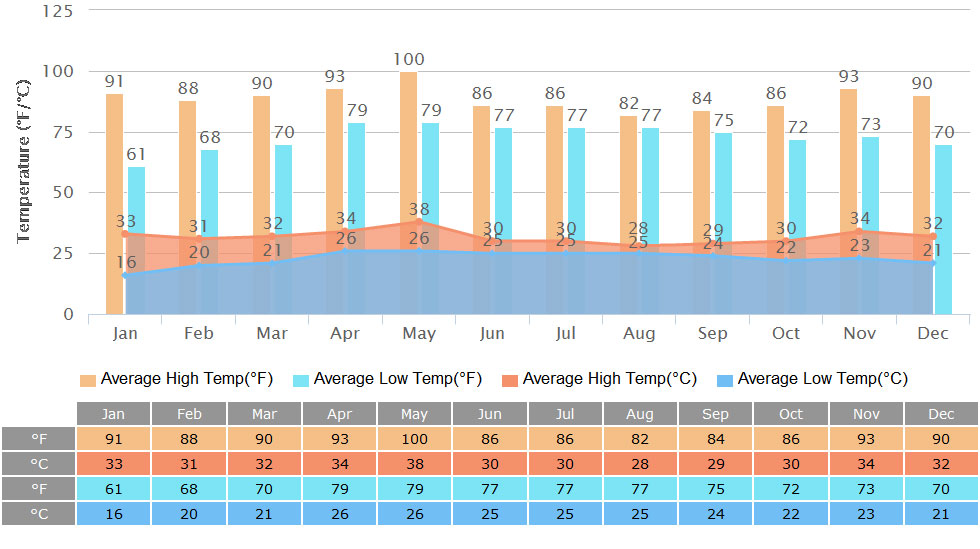 125
100
75
50
25
0
Temperature (°F/°C)
91 88 90 93 100 86 86 82 84 86 93 90
61 68 70 79 79 77 77 77 75 72 73 70
33 31 32 34 38 30 30 28 29 30 34 32
16 20 21 26 26 25 25 25 24 22 23 21
Jan Feb Mar Apr May Jun Jul Aug Sep Oct Nov Dec
Average High Temp(°F) Average Low Temp(°F) Average High Temp(°C) Average Low Temp(°C)
Jan Feb Mar Apr May Jun Jul Aug Sep Oct Nov Dec
°F 91 88 90 93 100 86 86 82 84 86 93 90
°C 33 31 32 34 38 30 30 28 29 30 34 32
°F 61 68 70 79 79 77 77 77 75 72 73 70
°C 16 20 21 26 26 25 25 25 24 22 23 21